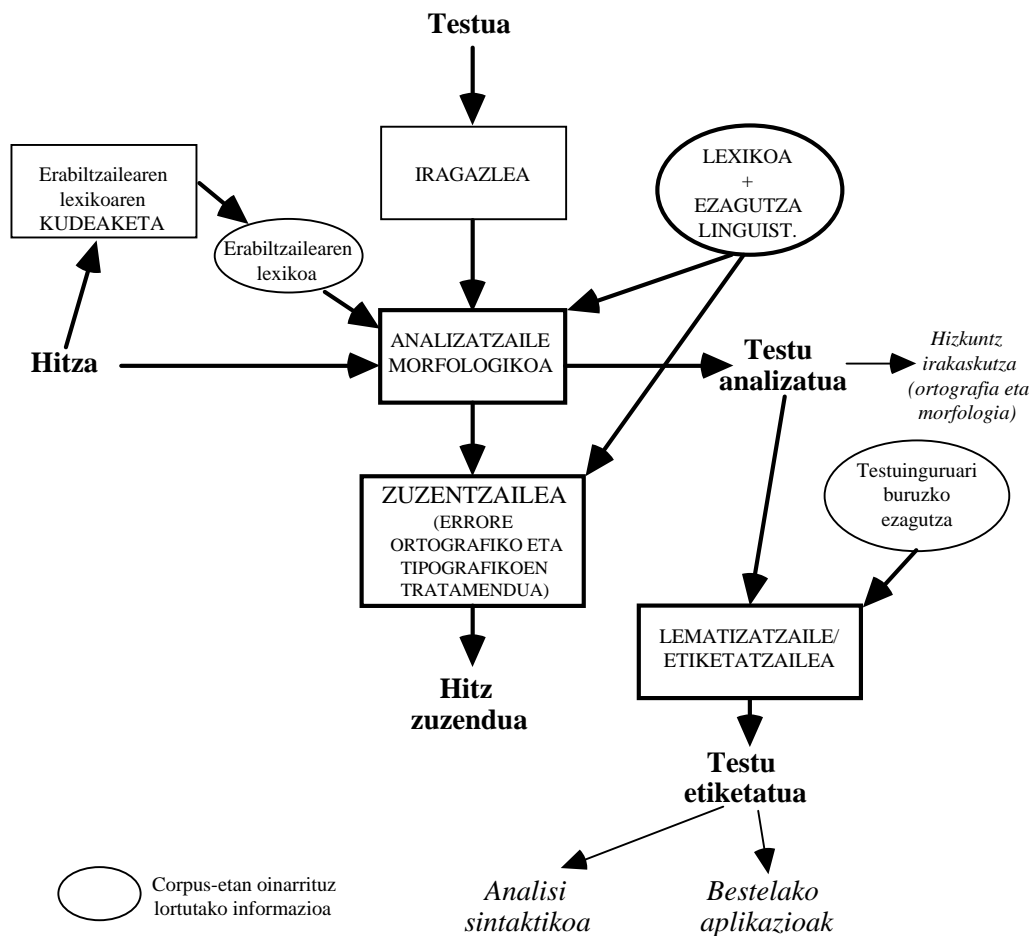 Testua
IRAGAZLEA
LEXIKOA
+
EZAGUTZA
LINGUIST.
Erabiltzailearen
lexikoaren
KUDEAKETA
Erabiltzailearen
lexikoa
Hitza
ANALIZATZAILE
MORFOLOGIKOA
Testu
analizatua
Hizkuntz
irakaskutza
(ortografia eta
morfologia)
ZUZENTZAILEA
(ERRORE
ORTOGRAFIKO ETA
TIPOGRAFIKOEN
TRATAMENDUA)
Testuinguruari
buruzko
ezagutza
LEMATIZATZAILE/
ETIKETATZAILEA
Hitz
zuzendua
Testu
etiketatua
Corpus-etan oinarrituz
lortutako informazioa
Analisi
sintaktikoa
Bestelako
aplikazioak